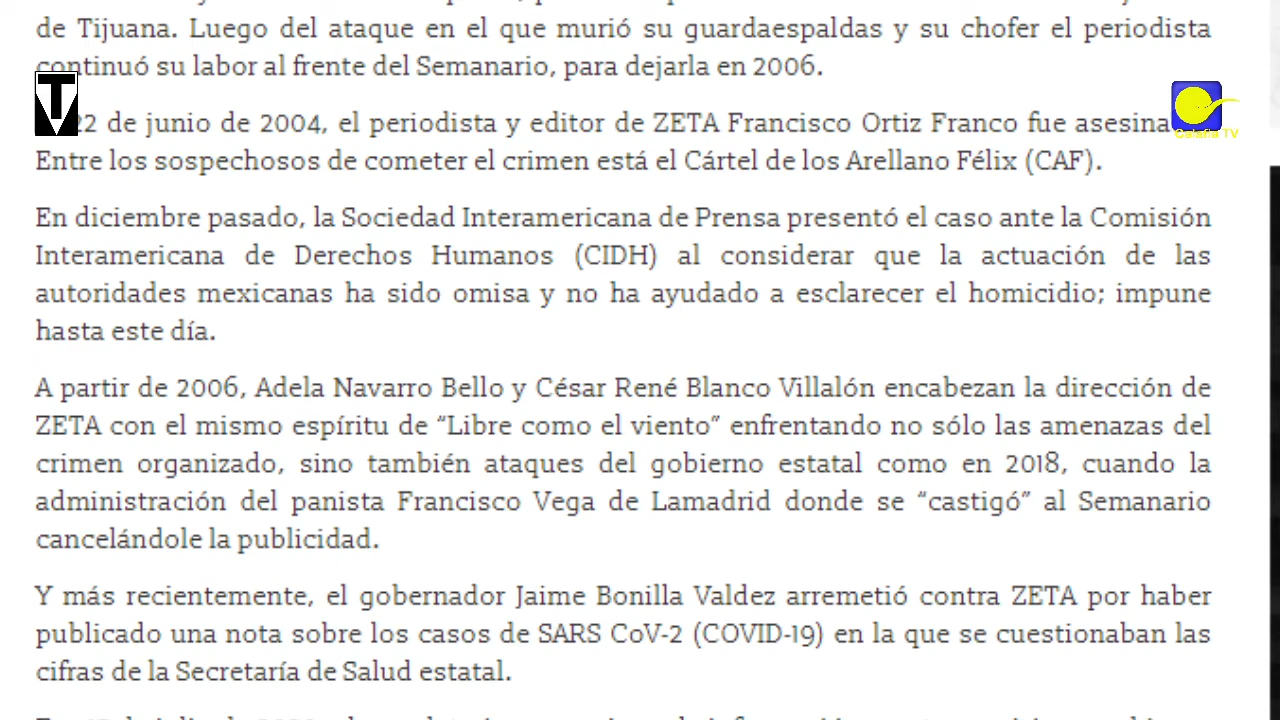 de Tijuana. Luego del ataque en el que murió su guardaespaldas y su chofer el periodista
continuó su labor al frente del Semanario, para dejarla en 2006.
T
22 de junio de 2004, el periodista y editor de ZETA Francisco Ortiz Franco fue
Calafia TV
Entre los sospechosos de cometer el crimen está el Cártel de los Arellano Félix (CAF).
En diciembre pasado, la Sociedad Interamericana de Prensa presentó el caso ante la Comisión
Interamericana de Derechos Humanos (CIDH) al considerar que la actuación de las
autoridades mexicanas ha sido omisa y no ha ayudado a esclarecer el homicidio; impune
hasta este día.
A partir de 2006, Adela Navarro Bello y César René Blanco Villalón encabezan la dirección de
ZETA con el mismo espíritu de “Libre como el viento” enfrentando no sólo las amenazas del
crimen organizado, sino también ataques del gobierno estatal como en 2018, cuando la
administración del panista Francisco Vega de Lamadrid donde se “castigó” al Semanario
cancelándole la publicidad.
Y más recientemente, el gobernador Jaime Bonilla Valdez arremetió contra ZETA por haber
publicado una nota sobre los casos de SARS CoV-2 (COVID-19) en la que se cuestionaban las
cifras de la Secretaría de Salud estatal.